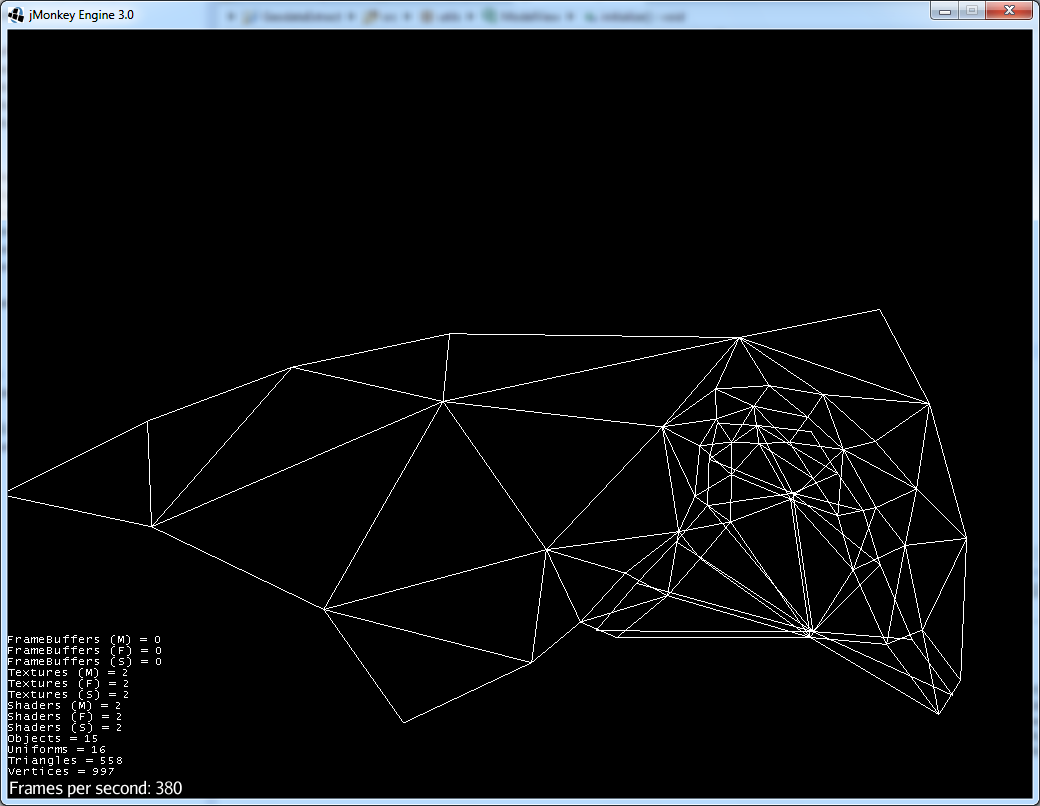 jMonkey Engine 3.0
FrameBuffers (M) = 0
FrameBuffers (F) = 0
FrameBuffers (S) = 0
Textures (M) = 2
Textures (F) = 2
Textures (S) = 2
Shaders (M) = 2
Shaders (F) = 2
Shaders (S) = 2
Objects = 15
Uniforms = 16
Triangles = 558
Vertices = 997
Frames per second: 380